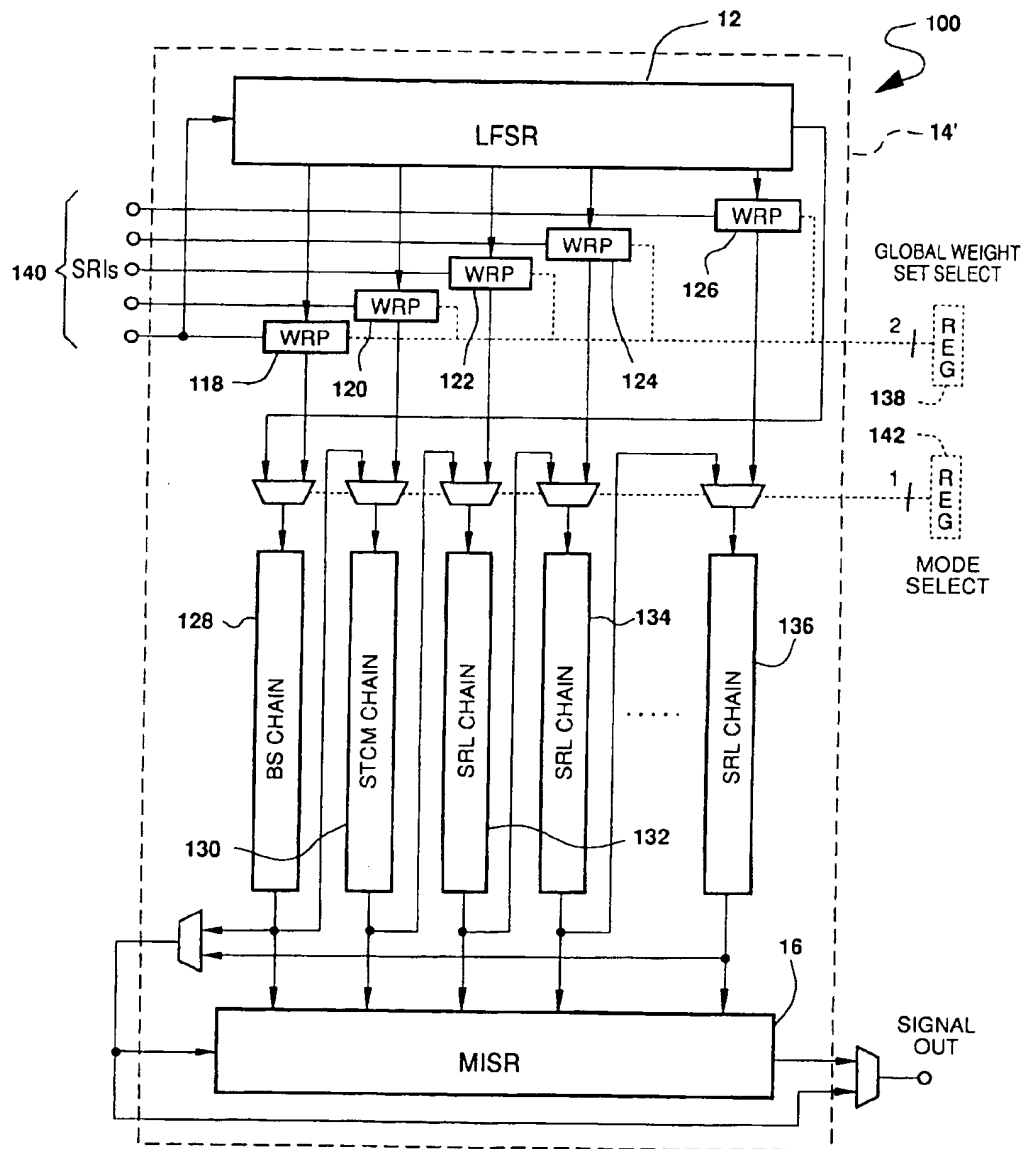 12
100
LFSR
14'
WRP
WRP
140
SRIs
WRP
126
GLOBAL WEIGHT
SET SELECT
WRP
2
REG
WRP
118
120
122
124
138
142
1
REG
MODE
SELECT
128
134
136
BS CHAIN
STCM CHAIN
SRL CHAIN
SRL CHAIN
.....
SRL CHAIN
130
132
16
SIGNAL
OUT
MISR